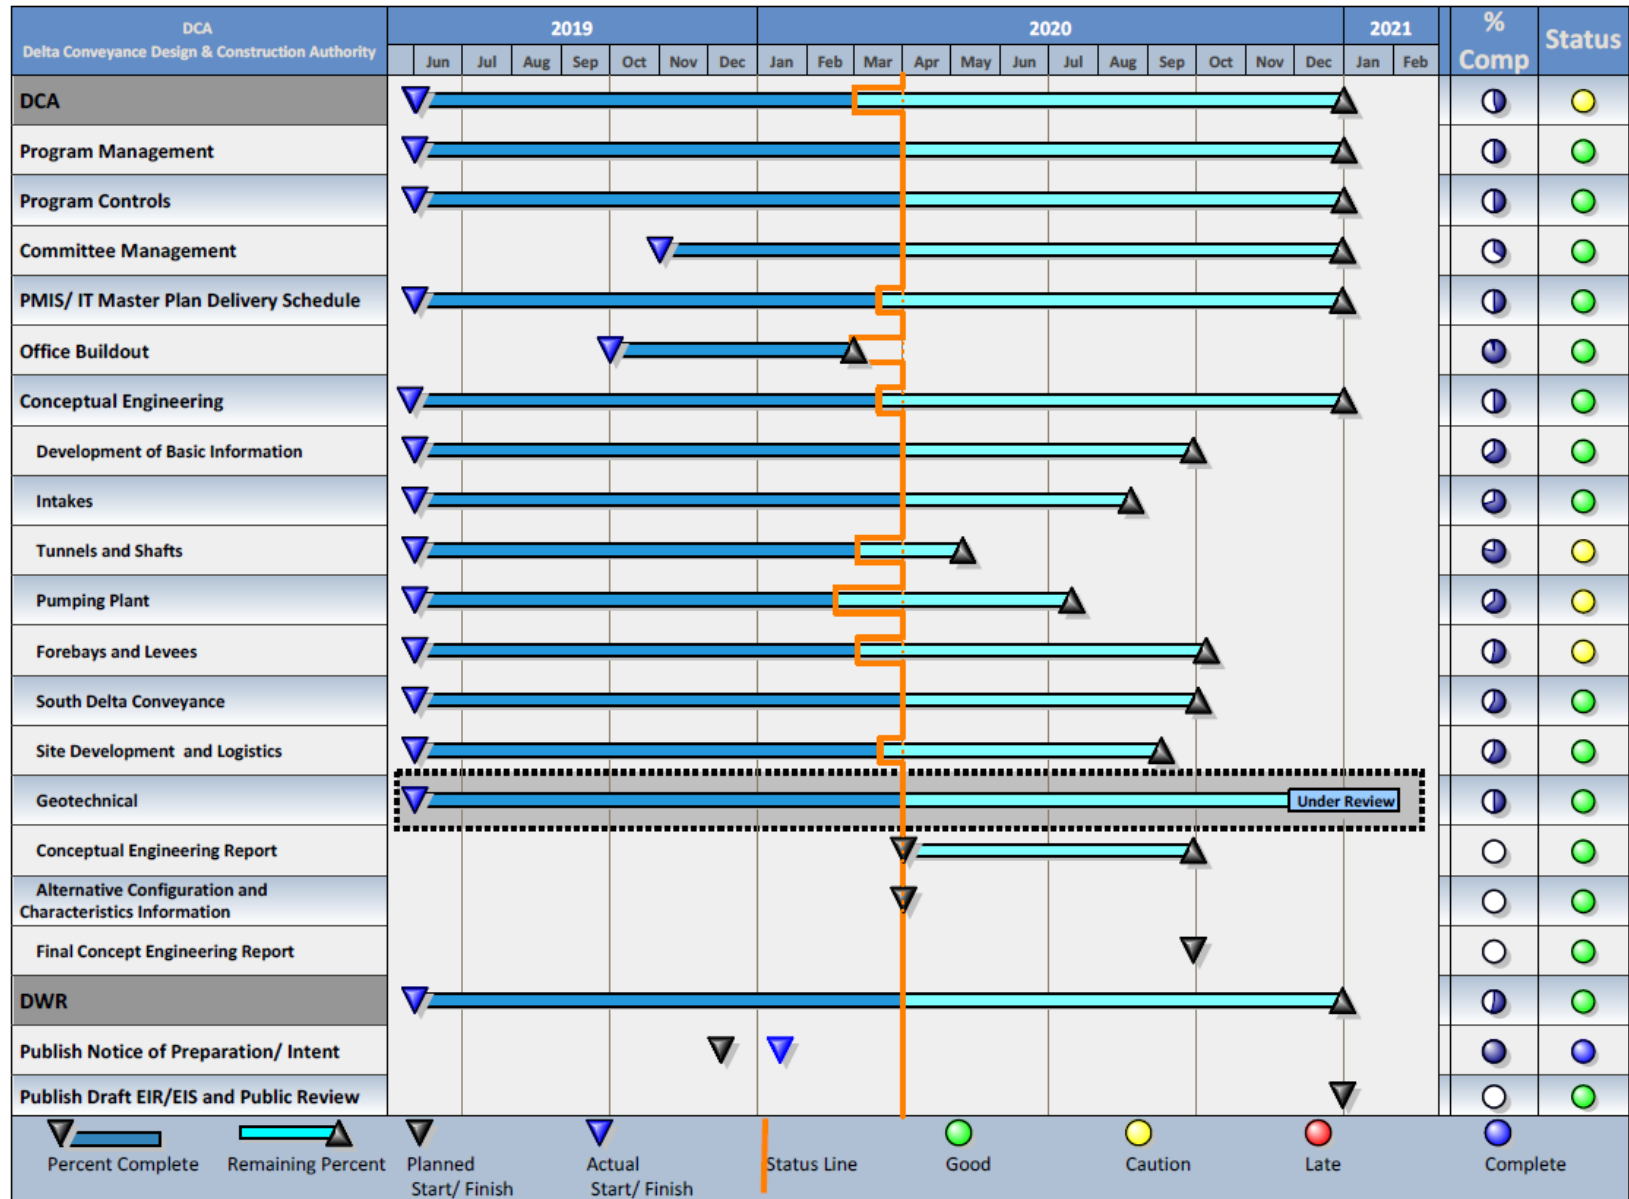 DCA
Delta Conveyance Design & Construction Authority
2019
2020
2021
%
Comp
Status
Jun Jul Aug Sep Oct Nov Dec Jan Feb Mar Apr May Jun Jul Aug Sep Oct Nov Dec Jan Feb
DCA
Program Management
Program Controls
Committee Management
PMIS/ IT Master Plan Delivery Schedule
Office Buildout
Conceptual Engineering
Development of Basic Information
Intakes
Tunnels and Shafts
Pumping Plant
Forebays and Levees
South Delta Conveyance
Site Development and Logistics
Geotechnical
Under Review
Conceptual Engineering Report
Alternative Configuration and
Characteristics Information
Final Concept Engineering Report
DWR
Publish Notice of Preparation/ Intent
Publish Draft EIR/EIS and Public Review
Percent Complete
Remaining Percent
Planned
Start/ Finish
Actual
Start/ Finish
Status Line
Good
Caution
Late
Complete